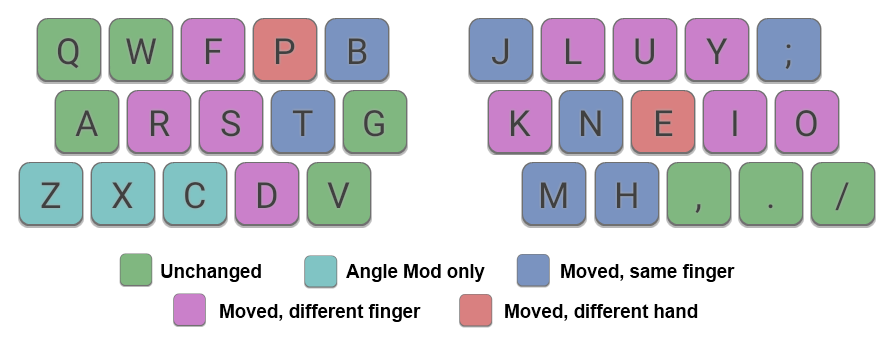 Q W F P B J L U Y ;
A R S T G K N E I O
Z X C D V M H , . /
Unchanged Angle Mod only Moved, same finger
Moved, different finger Moved, different hand